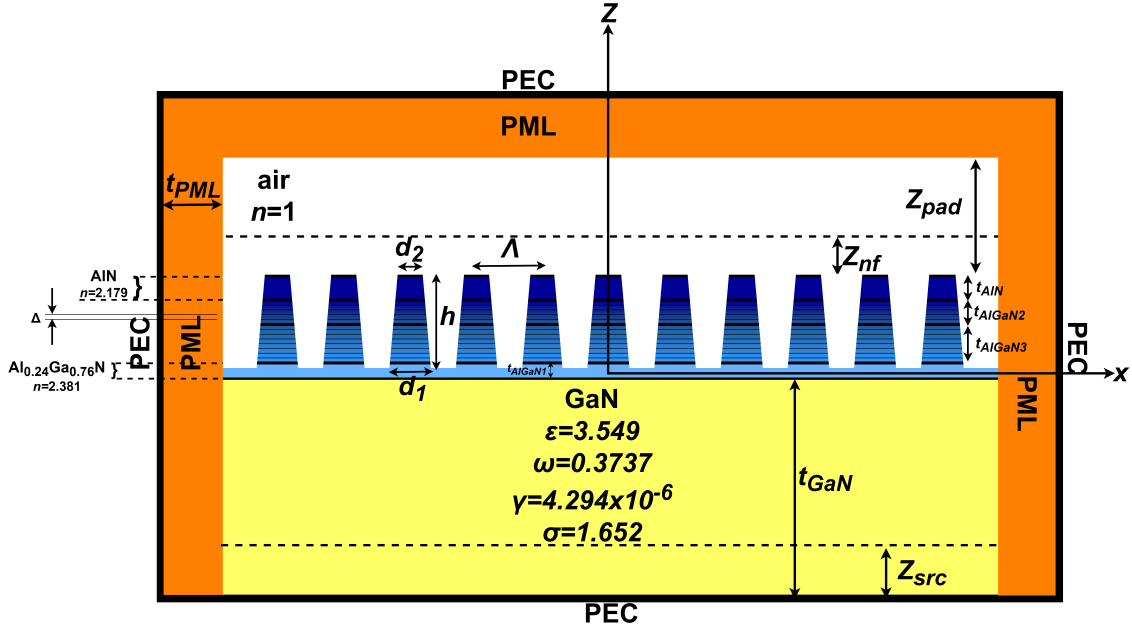 Z
PEC
PML
t_PML
air
n=1
Z_pad
d_2
Λ
Z_nf
AlN
n=2.179
h
t_AlN
t_AlGaN2
t_AlGaN3
Δ
PEC
PML
Al_0.24Ga_0.76N
n=2.381
t_AlGaN1
d_1
x
PEC
PML
GaN
ε=3.549
ω=0.3737
γ=4.294x10^-6
σ=1.652
t_GaN
Z_src
PEC